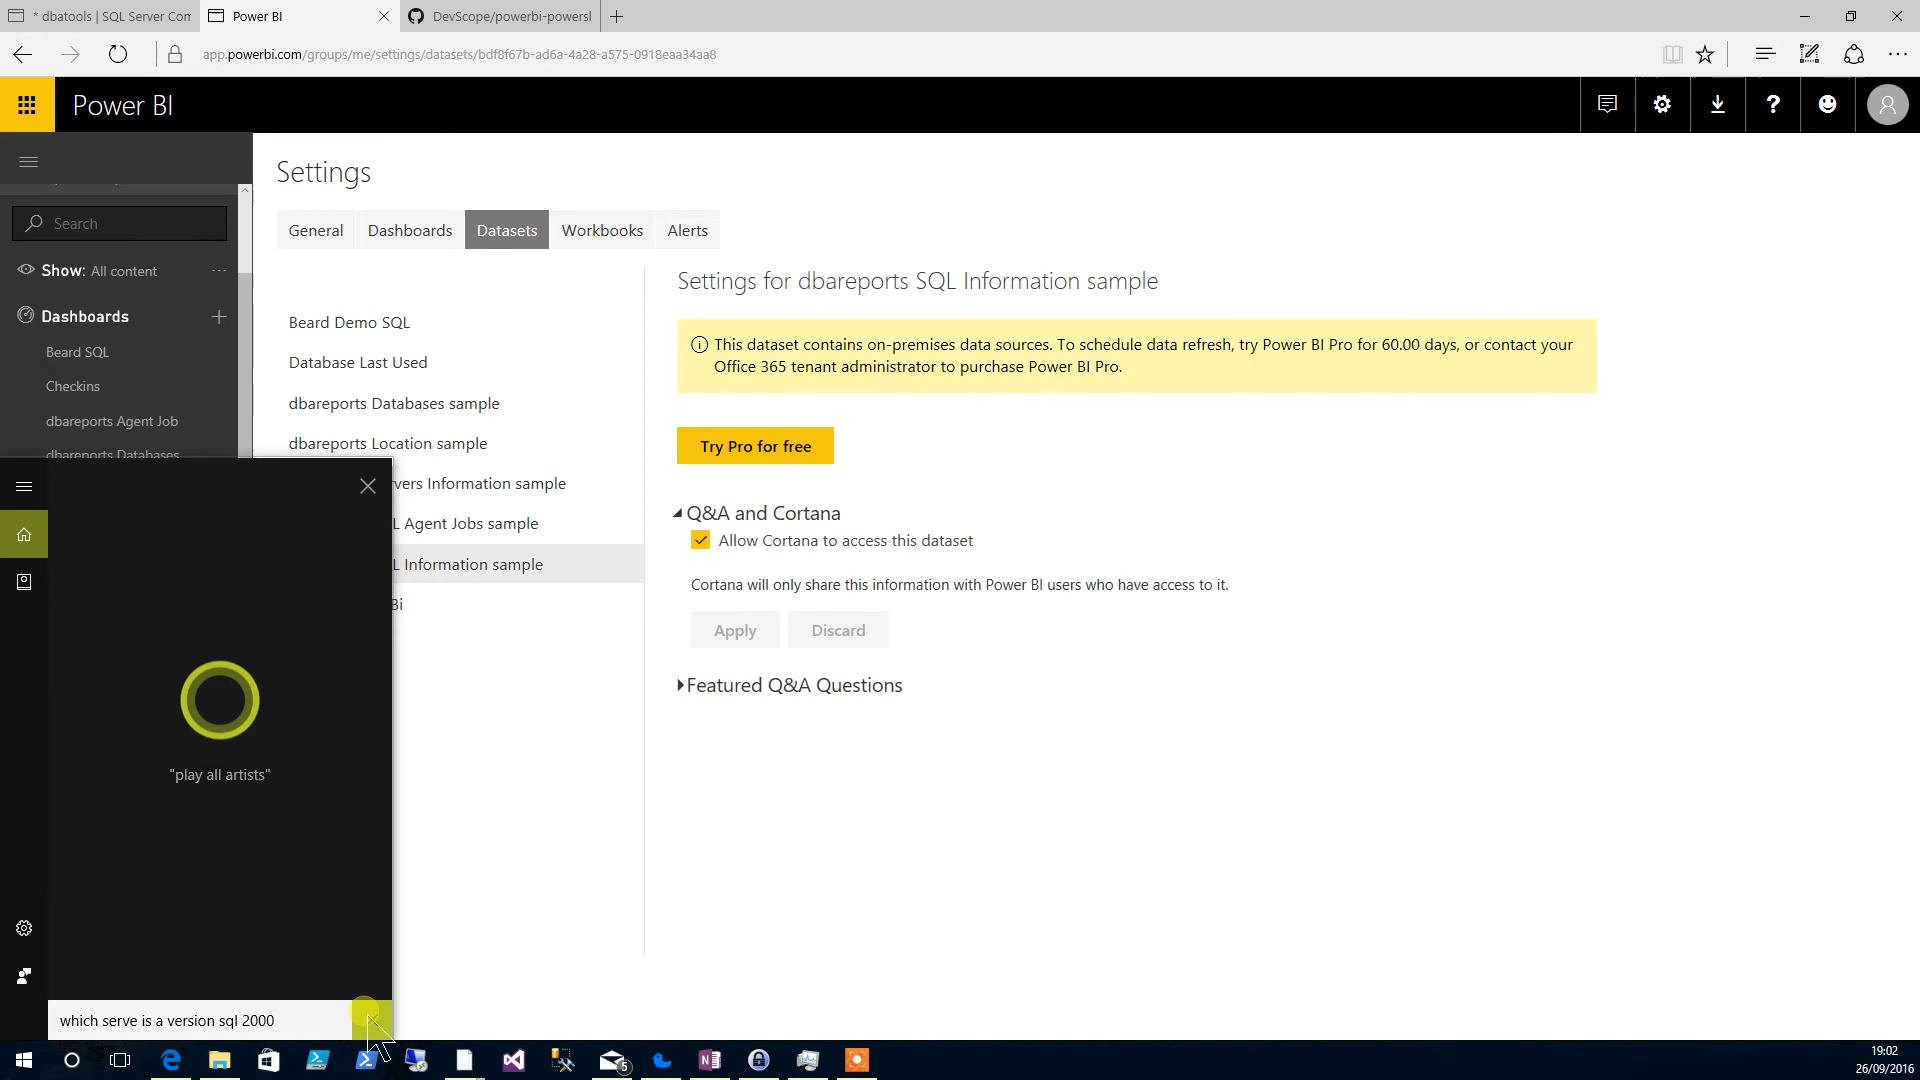 * dbatools | SQL Server Com
Power BI
DevScope/powerbi-powersl
app.powerbi.com/groups/me/settings/datasets/bdf8f67b-ad6a-4a28-a575-0918eaa34aa8
Power BI
Settings
Search
General
Dashboards
Datasets
Workbooks
Alerts
Show: All content
Settings for dbareports SQL Information sample
Dashboards
Beard SQL
Checkins
dbareports Agent Job
dbareports Databases
Beard Demo SQL
Database Last Used
dbareports Databases sample
dbareports Location sample
vers Information sample
L Agent Jobs sample
L Information sample
Bi
This dataset contains on-premises data sources. To schedule data refresh, try Power BI Pro for 60.00 days, or contact your
Office 365 tenant administrator to purchase Power BI Pro.
Try Pro for free
Q&A and Cortana
Allow Cortana to access this dataset
Cortana will only share this information with Power BI users who have access to it.
Apply
Discard
Featured Q&A Questions
"play all artists"
which serve is a version sql 2000
5
19:02
26/09/2016